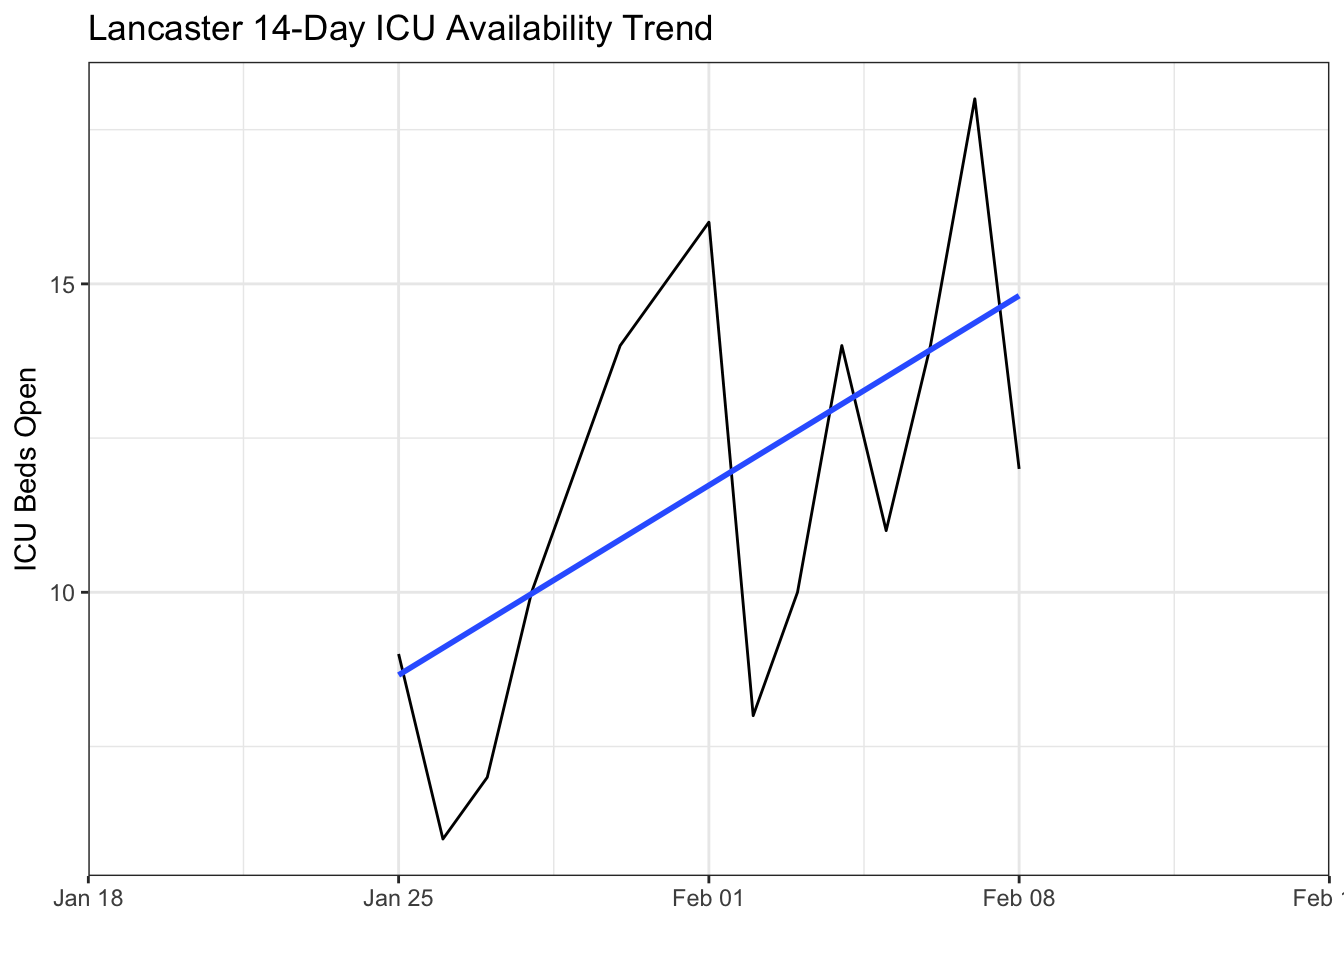 Lancaster 14-Day ICU Availability Trend
ICU Beds Open
15
10
Jan 18
Jan 25
Feb 01
Feb 08
Feb